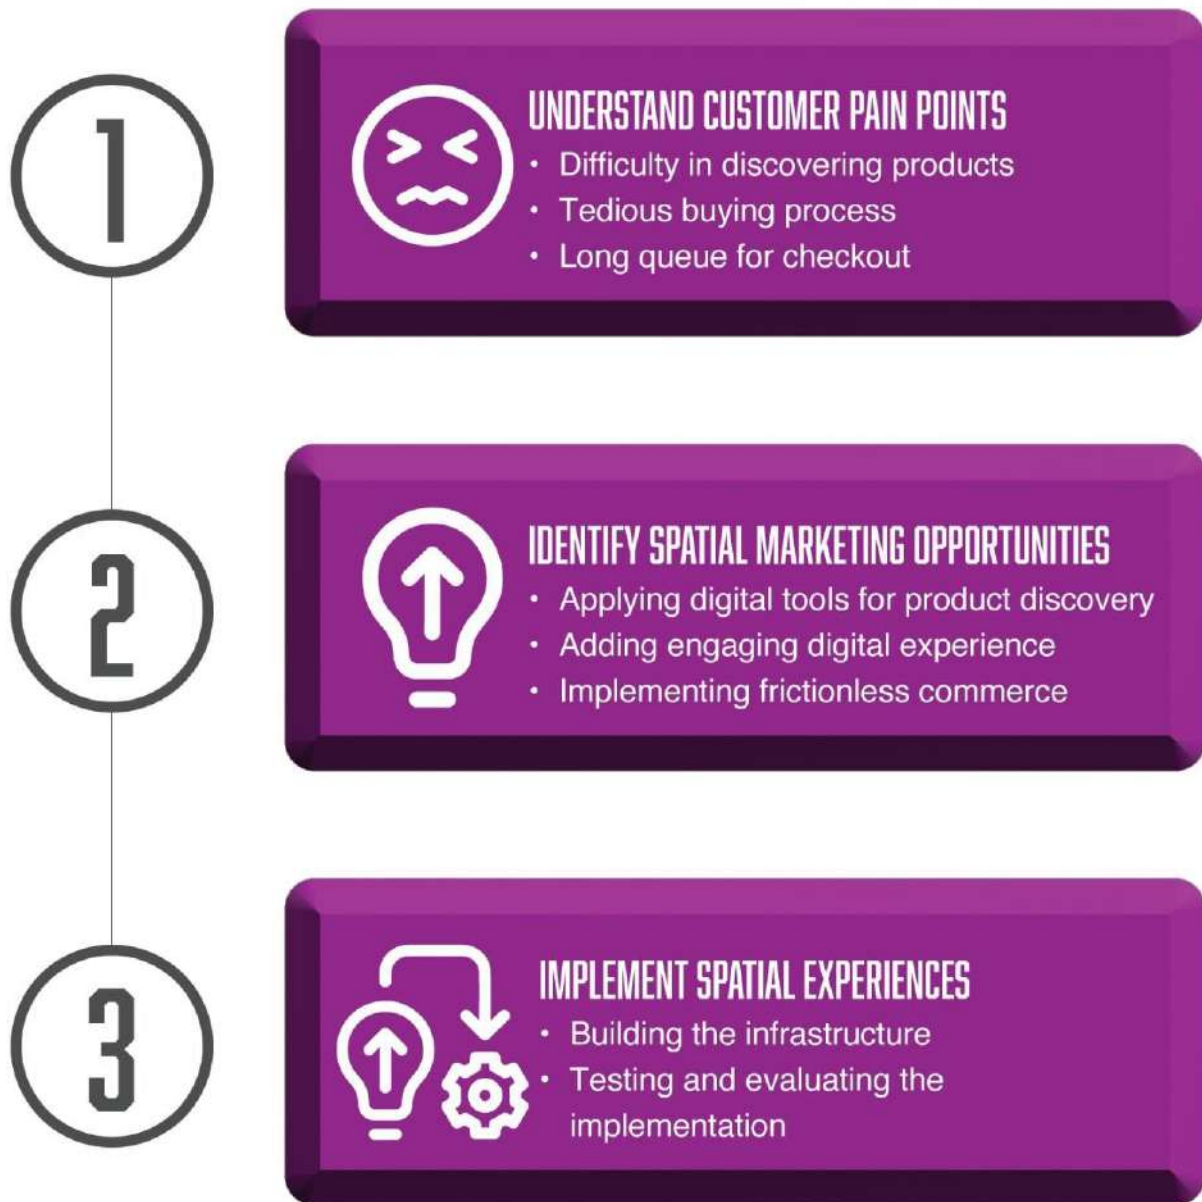 1
UNDERSTAND CUSTOMER PAIN POINTS
• Difficulty in discovering products
• Tedious buying process
• Long queue for checkout
2
IDENTIFY SPATIAL MARKETING OPPORTUNITIES
• Applying digital tools for product discovery
• Adding engaging digital experience
• Implementing frictionless commerce
3
IMPLEMENT SPATIAL EXPERIENCES
• Building the infrastructure
• Testing and evaluating the
implementation